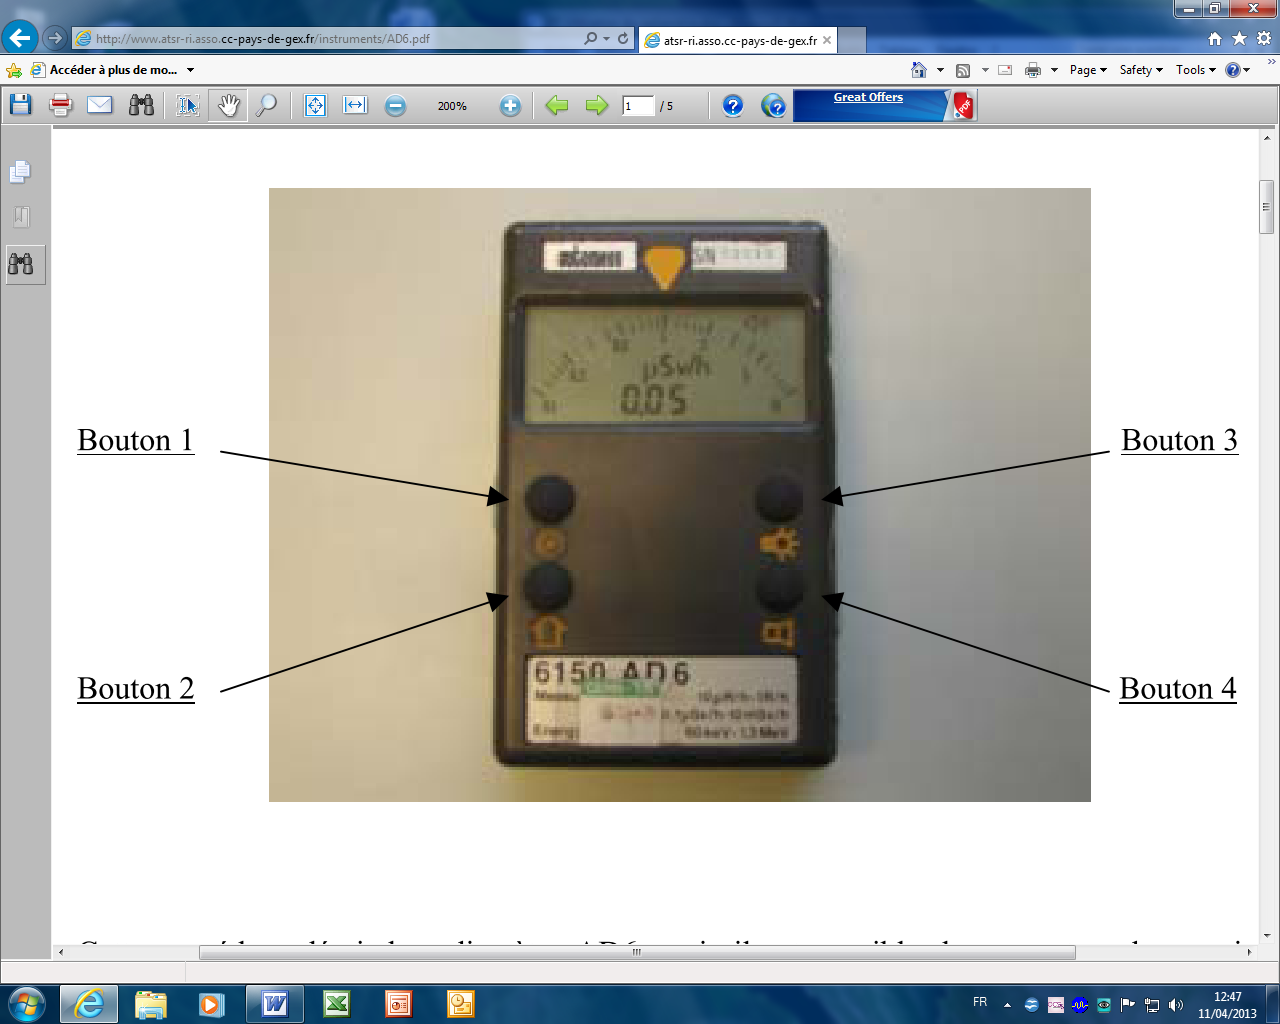 http://www.atsr-ri.asso.cc-pays-de-gex.fr/instruments/AD6.pdf
atsr-ri.asso.cc-pays-de-gex.fr
Accéder à plus de mo...
Page
Safety
Tools
200%
1
/ 5
Great Offers
PDF
S/N
µSv/h
0,05
Bouton 1
Bouton 3
Bouton 2
Bouton 4
6150 AD6
FR
12:47
11/04/2013